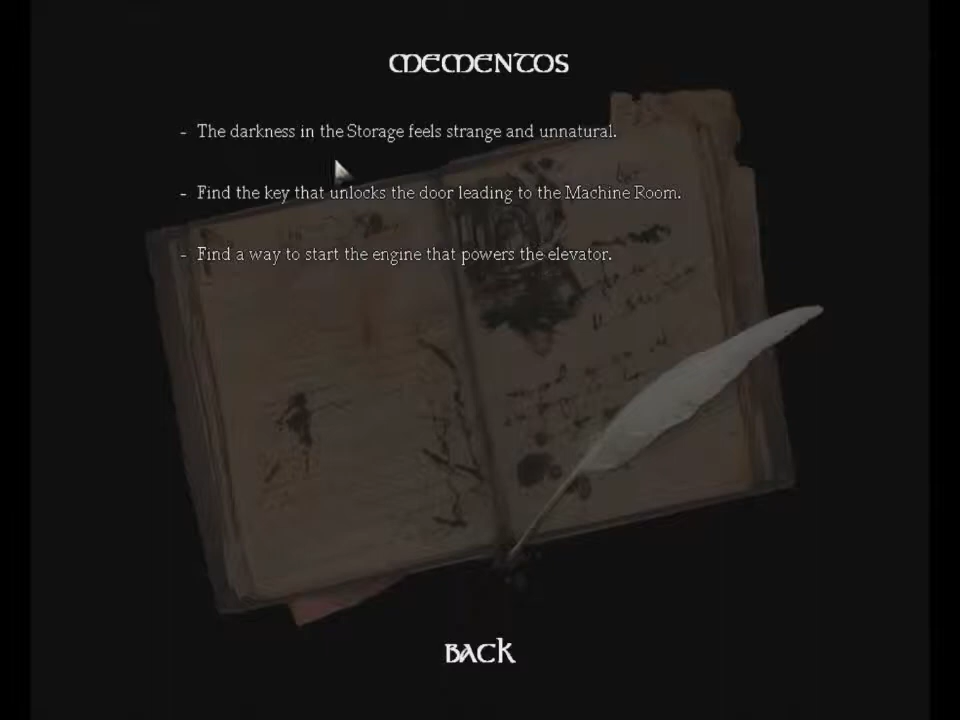 MEMENTOS
- The darkness in the Storage feels strange and unnatural.
- Find the key that unlocks the door leading to the Machine Room.
- Find a way to start the engine that powers the elevator.
BACK